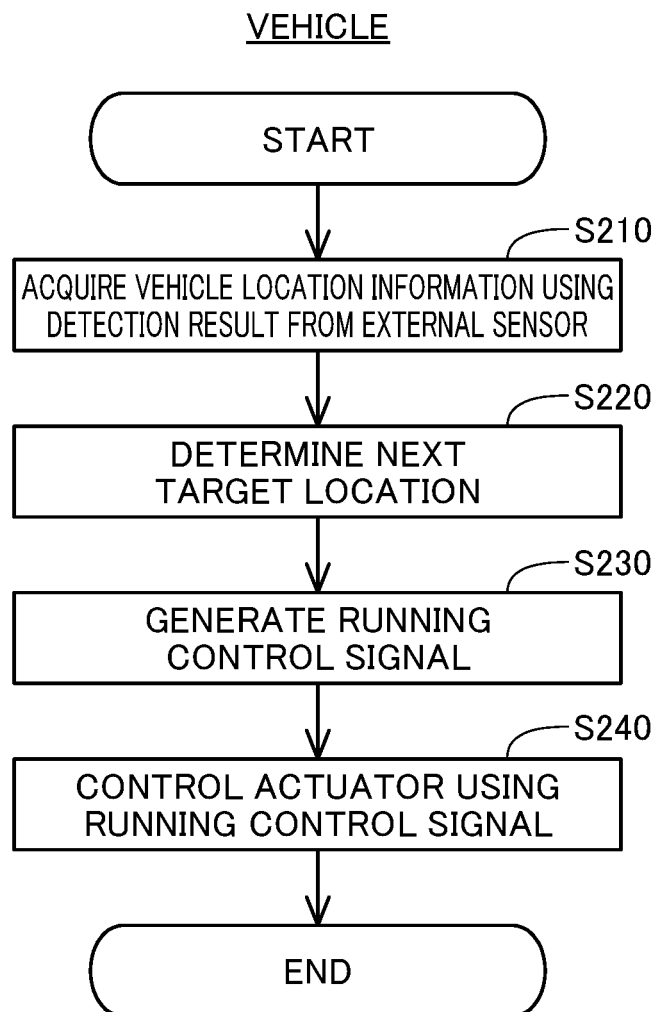 VEHICLE
START
S210
ACQUIRE VEHICLE LOCATION INFORMATION USING
DETECTION RESULT FROM EXTERNAL SENSOR
S220
DETERMINE NEXT
TARGET LOCATION
S230
GENERATE RUNNING
CONTROL SIGNAL
S240
CONTROL ACTUATOR USING
RUNNING CONTROL SIGNAL
END